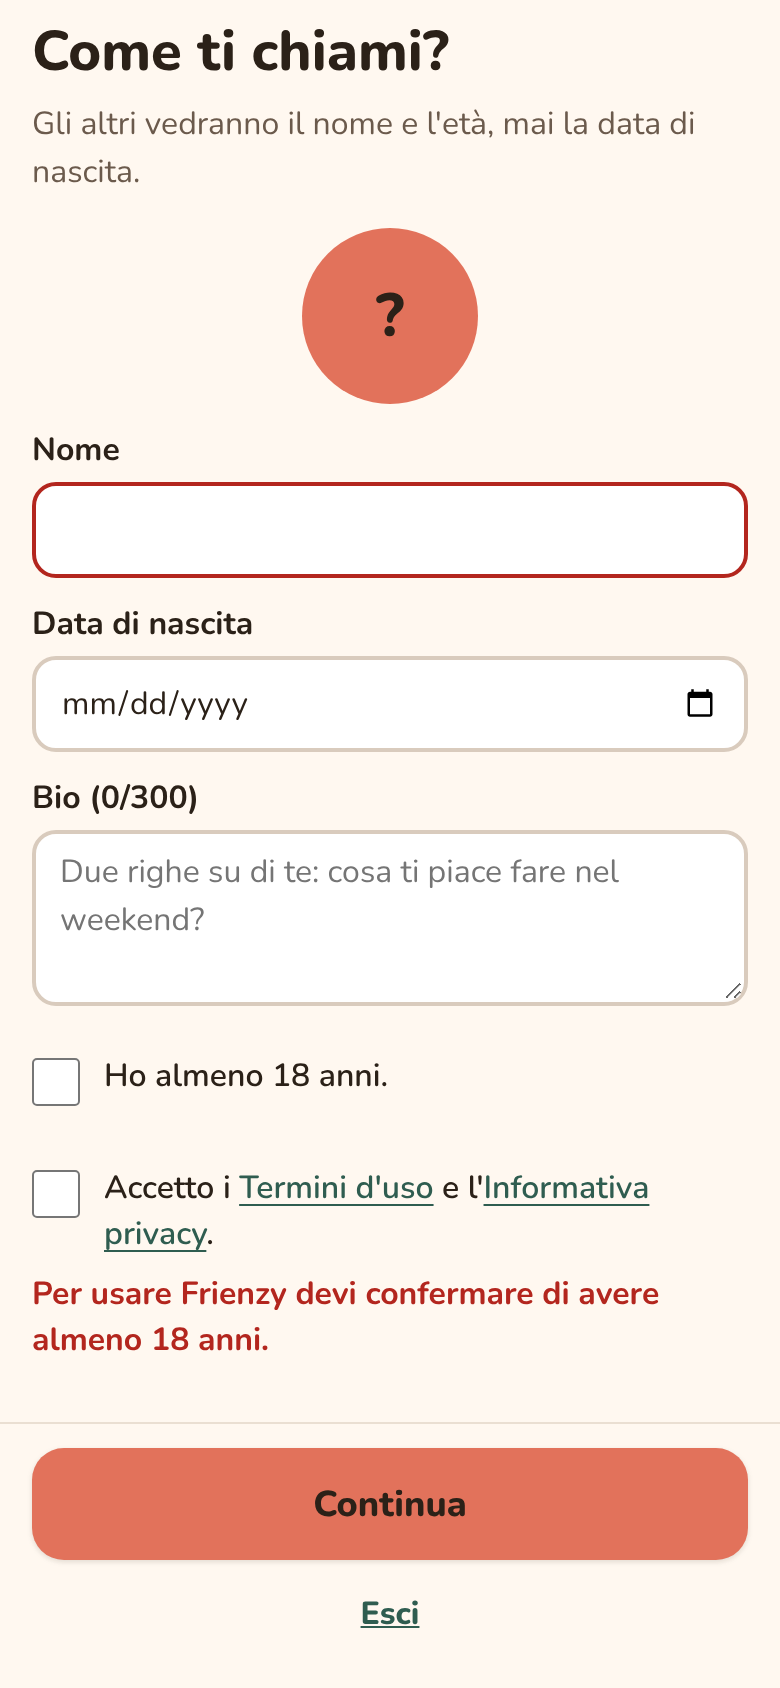 Come ti chiami?
Gli altri vedranno il nome e l'età, mai la data di
nascita.
?
Nome
Data di nascita
mm/dd/yyyy
Bio (0/300)
Due righe su di te: cosa ti piace fare nel
weekend?
Ho almeno 18 anni.
Accetto i Termini d'uso e l'Informativa
privacy.
Per usare Frienzy devi confermare di avere
almeno 18 anni.
Continua
Esci